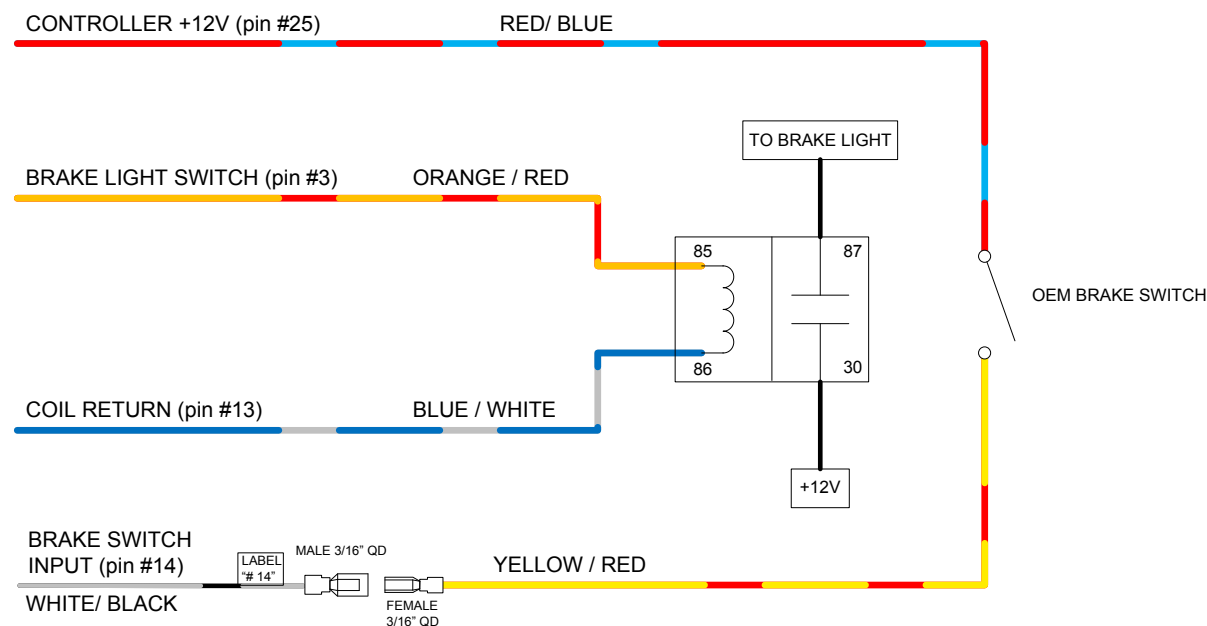 CONTROLLER +12V (pin #25)
RED/ BLUE
TO BRAKE LIGHT
BRAKE LIGHT SWITCH (pin #3)
ORANGE / RED
85
87
OEM BRAKE SWITCH
86
30
COIL RETURN (pin #13)
BLUE / WHITE
+12V
BRAKE SWITCH
INPUT (pin #14)
WHITE/ BLACK
LABEL
"# 14"
MALE 3/16" QD
FEMALE
3/16" QD
YELLOW / RED